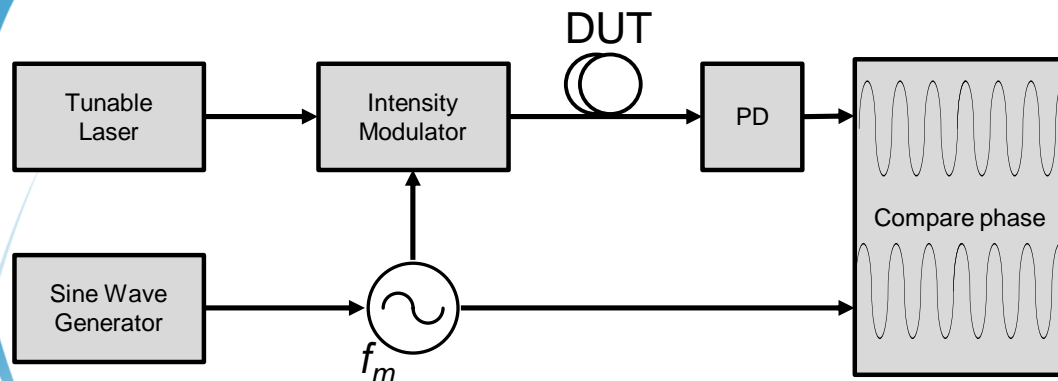 DUT
Tunable
Laser
Intensity
Modulator
PD
Compare phase
Sine Wave
Generator
fm